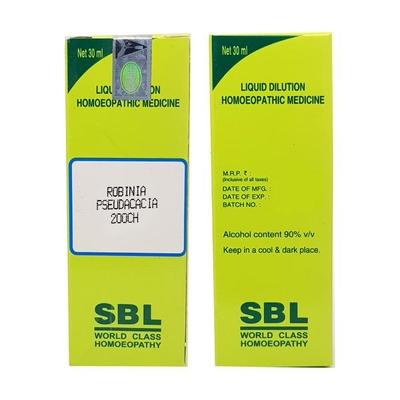 Net 30 ml
LIQUID DILUTION
HOMOEOPATHIC MEDICINE
ROBINIA
PSEUDACACIA
200CH
SBL
WORLD CLASS
HOMOEOPATHY
Net 30 ml
LIQUID DILUTION
HOMOEOPATHIC MEDICINE
M.R.P. ₹ :
(Inclusive of all taxes)
DATE OF MFG. :
DATE OF EXP. :
BATCH NO. :
Alcohol content 90% v/v
Keep in a cool & dark place.
SBL
WORLD CLASS
HOMOEOPATHY